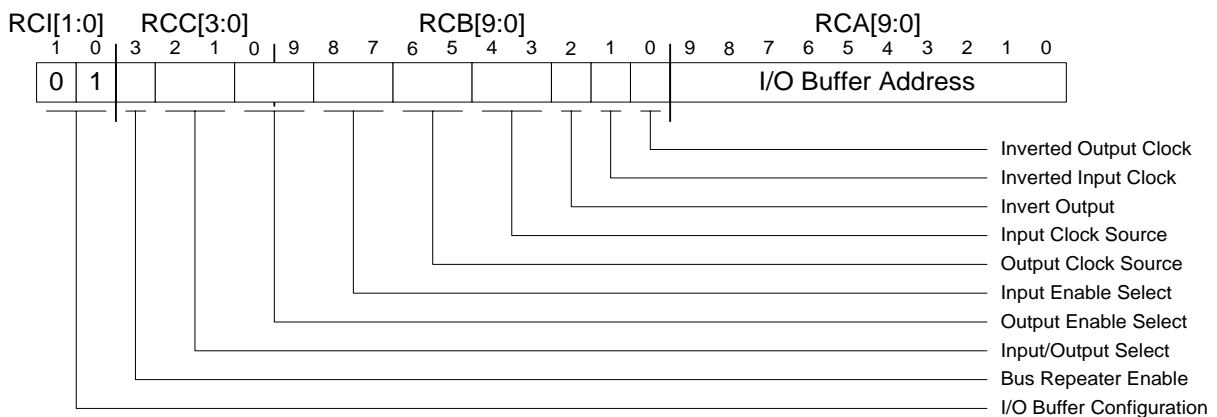 RCI[1:0] RCC[3:0] RCB[9:0] RCA[9:0]
1 0 3 2 1 0 9 8 7 6 5 4 3 2 1 0 9 8 7 6 5 4 3 2 1 0
0 1 I/O Buffer Address
Inverted Output Clock
Inverted Input Clock
Invert Output
Input Clock Source
Output Clock Source
Input Enable Select
Output Enable Select
Input/Output Select
Bus Repeater Enable
I/O Buffer Configuration